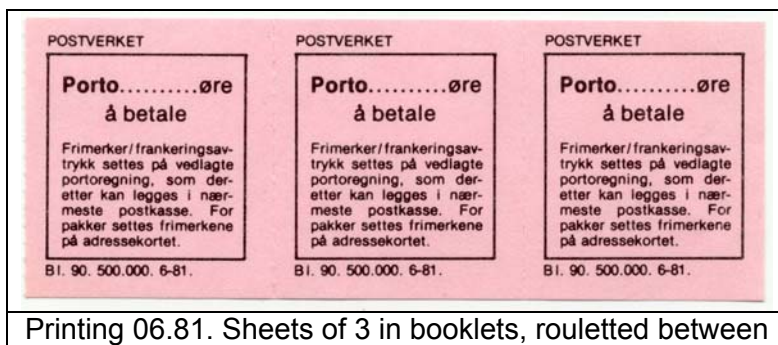 POSTVERKET POSTVERKET POSTVERKET
Porto..........øre Porto..........øre Porto..........øre
å betale å betale å betale
Frimerker/frankeringsav- Frimerker/frankeringsav- Frimerker/frankeringsav-
trykk settes på vedlagte trykk settes på vedlagte trykk settes på vedlagte
portoregning, som der- portoregning, som der- portoregning, som der-
etter kan legges i nær- etter kan legges i nær- etter kan legges i nær-
meste postkasse. For meste postkasse. For meste postkasse. For
pakker settes frimerkene pakker settes frimerkene pakker settes frimerkene
på adressekortet. på adressekortet. på adressekortet.
Bl. 90. 500.000. 6-81. Bl. 90. 500.000. 6-81. Bl. 90. 500.000. 6-81.
Printing 06.81. Sheets of 3 in booklets, rouletted between